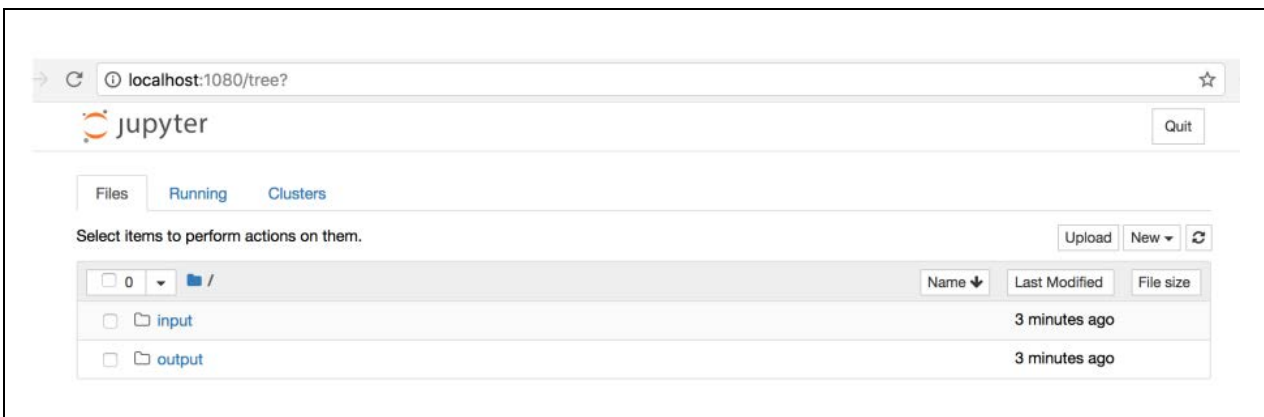 localhost:1080/tree?
jupyter
Quit
Files Running Clusters
Select items to perform actions on them.
Upload New
0 /
Name Last Modified File size
input 3 minutes ago
output 3 minutes ago